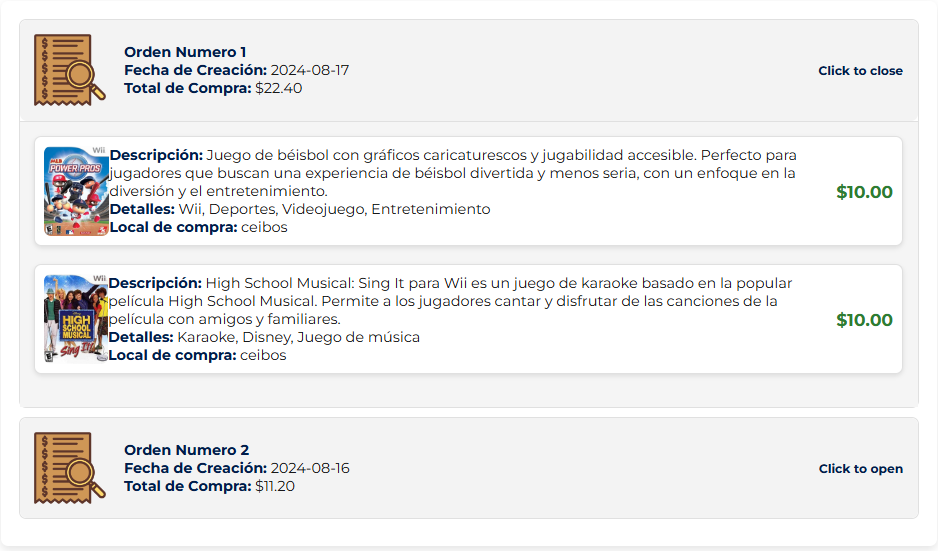 Orden Numero 1
Fecha de Creación: 2024-08-17
Total de Compra: $22.40
Click to close
Wii
MLB
POWER PROS
Descripción: Juego de béisbol con gráficos caricaturescos y jugabilidad accesible. Perfecto para
jugadores que buscan una experiencia de béisbol divertida y menos seria, con un enfoque en la
diversión y el entretenimiento.
Detalles: Wii, Deportes, Videojuego, Entretenimiento
Local de compra: ceibos
$10.00
Wii
HIGH
SCHOOL
MUSICAL
Sing It!
Descripción: High School Musical: Sing It para Wii es un juego de karaoke basado en la popular
película High School Musical. Permite a los jugadores cantar y disfrutar de las canciones de la
película con amigos y familiares.
Detalles: Karaoke, Disney, Juego de música
Local de compra: ceibos
$10.00
Orden Numero 2
Fecha de Creación: 2024-08-16
Total de Compra: $11.20
Click to open